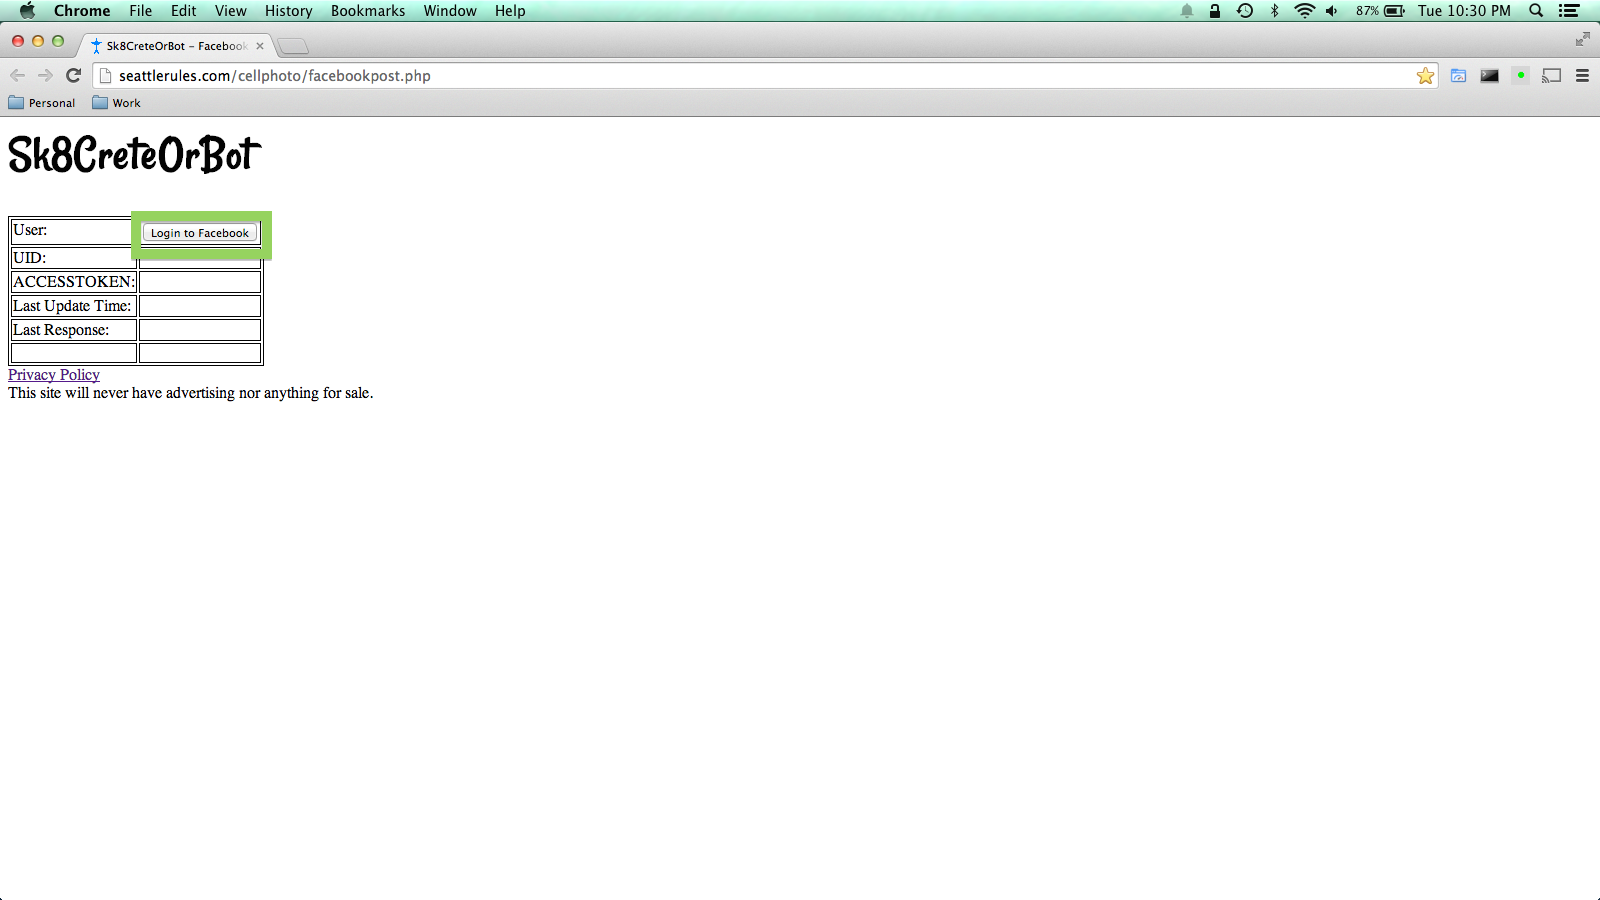 Chrome File Edit View History Bookmarks Window Help 87% Tue 10:30 PM
Sk8CreteOrBot – Facebook
seattlerules.com/cellphoto/facebookpost.php
Personal Work
Sk8CreteOrBot
User: Login to Facebook
UID:
ACCESSTOKEN:
Last Update Time:
Last Response:
Privacy Policy
This site will never have advertising nor anything for sale.